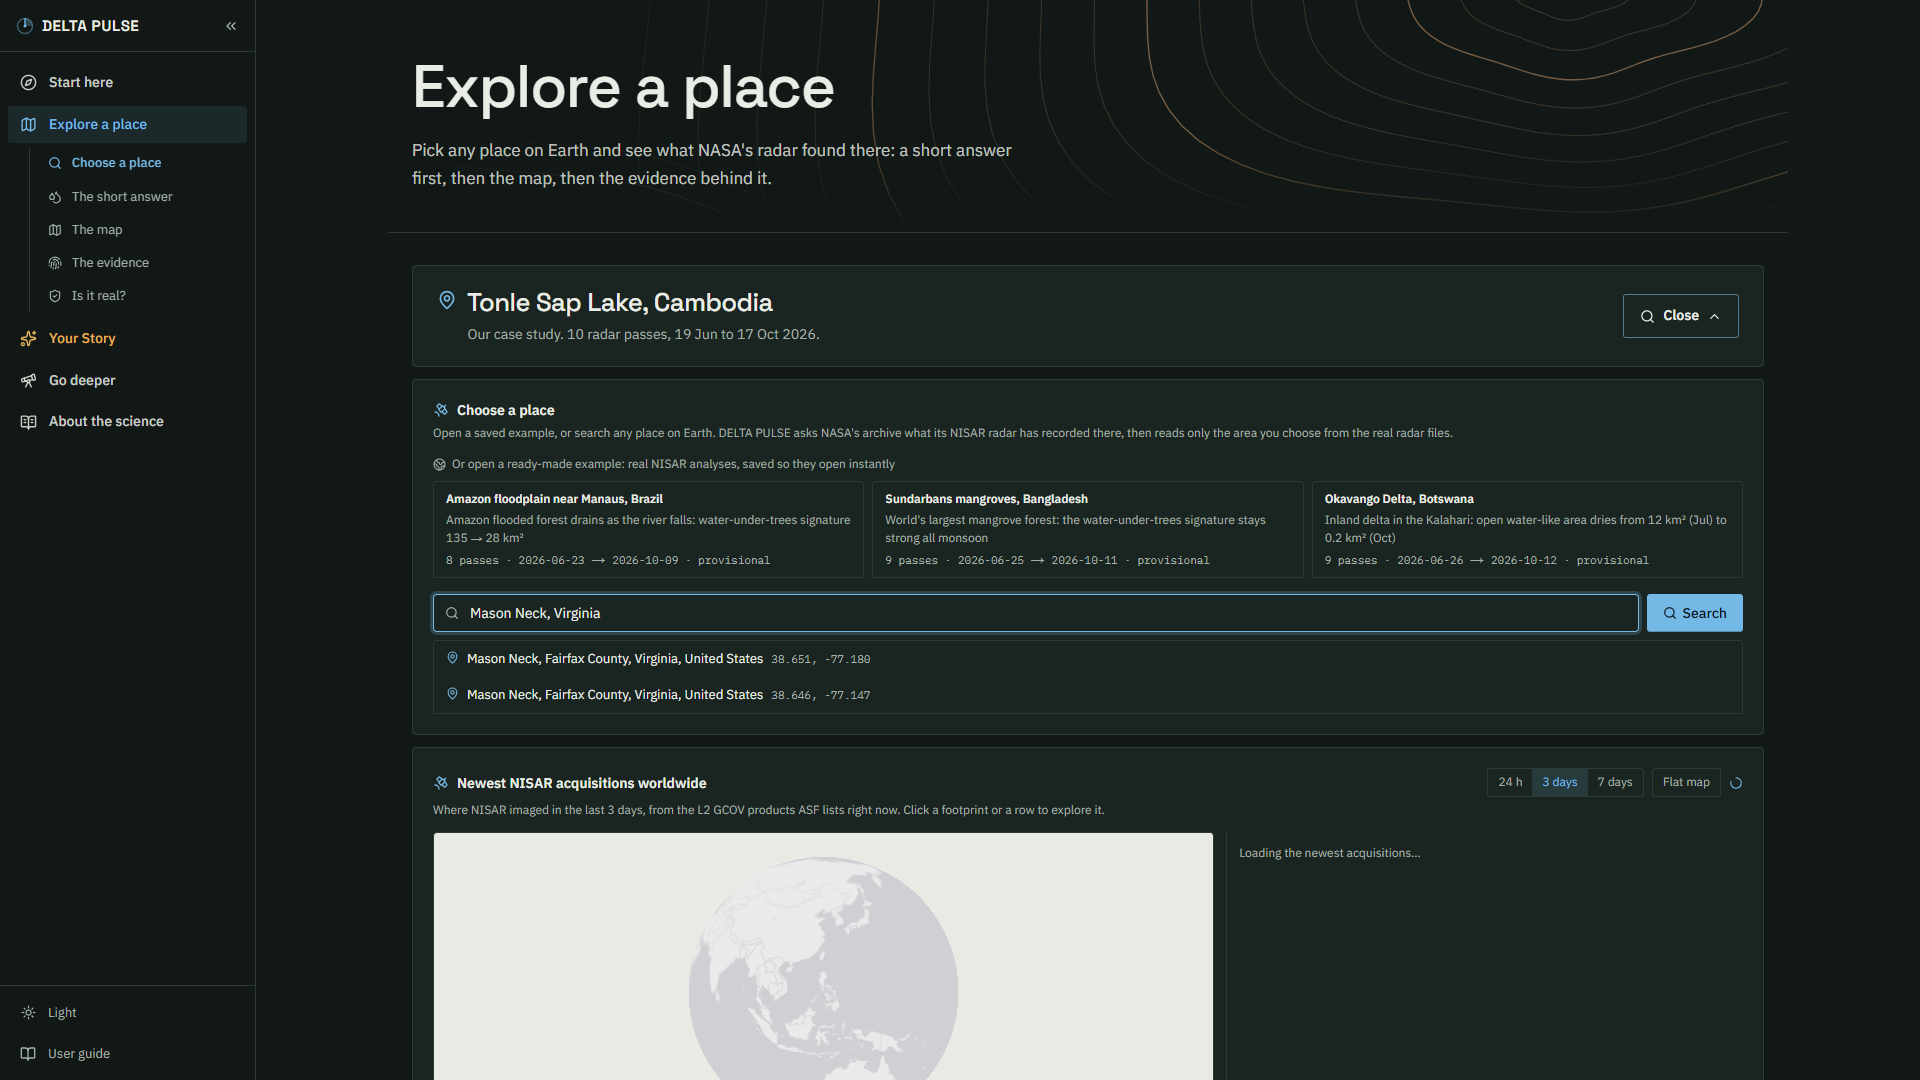 DELTA PULSE
Start here
Explore a place
Choose a place
The short answer
The map
The evidence
Is it real?
Your Story
Go deeper
About the science
Light
User guide
Explore a place
Pick any place on Earth and see what NASA's radar found there: a short answer
first, then the map, then the evidence behind it.
Tonle Sap Lake, Cambodia
Our case study. 10 radar passes, 19 Jun to 17 Oct 2026.
Close
Choose a place
Open a saved example, or search any place on Earth. DELTA PULSE asks NASA's archive what its NISAR radar has recorded there, then reads only the area you choose from the real radar files.
Or open a ready-made example: real NISAR analyses, saved so they open instantly
Amazon floodplain near Manaus, Brazil
Amazon flooded forest drains as the river falls: water-under-trees signature
135 → 28 km²
8 passes · 2026-06-23 → 2026-10-09 · provisional
Sundarbans mangroves, Bangladesh
World's largest mangrove forest: the water-under-trees signature stays
strong all monsoon
9 passes · 2026-06-25 → 2026-10-11 · provisional
Okavango Delta, Botswana
Inland delta in the Kalahari: open water-like area dries from 12 km² (Jul) to
0.2 km² (Oct)
9 passes · 2026-06-26 → 2026-10-12 · provisional
Mason Neck, Virginia
Search
Mason Neck, Fairfax County, Virginia, United States 38.651, -77.180
Mason Neck, Fairfax County, Virginia, United States 38.646, -77.147
Newest NISAR acquisitions worldwide
24 h
3 days
7 days
Flat map
Where NISAR imaged in the last 3 days, from the L2 GCOV products ASF lists right now. Click a footprint or a row to explore it.
Loading the newest acquisitions...